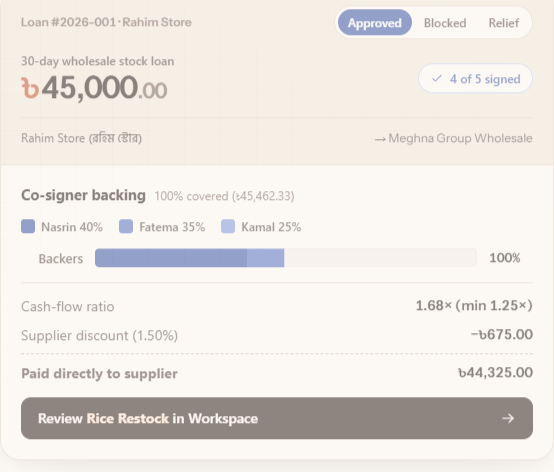 Loan #2026-001 · Rahim Store
Approved Blocked Relief
30-day wholesale stock loan
৳45,000.00
4 of 5 signed
Rahim Store (রহিম স্টোর)
→ Meghna Group Wholesale
Co-signer backing 100% covered (৳45,462.33)
Nasrin 40% Fatema 35% Kamal 25%
Backers 100%
Cash-flow ratio 1.68× (min 1.25×)
Supplier discount (1.50%) −৳675.00
Paid directly to supplier ৳44,325.00
Review Rice Restock in Workspace →